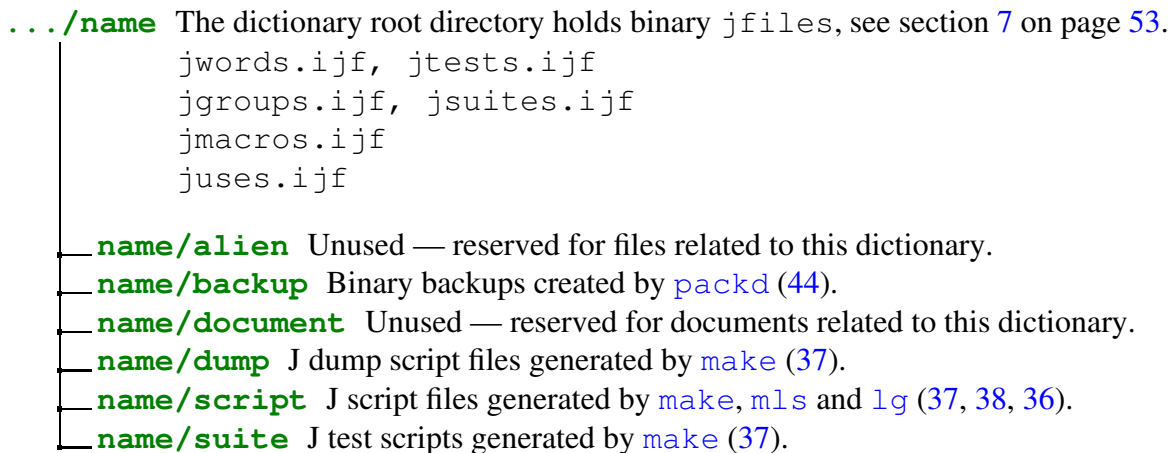 .../name The dictionary root directory holds binary jfiles, see section 7 on page 53.
jwords.ijf, jtests.ijf
jgroups.ijf, jsuites.ijf
jmacros.ijf
juses.ijf
name/alien Unused — reserved for files related to this dictionary.
name/backup Binary backups created by packd (44).
name/document Unused — reserved for documents related to this dictionary.
name/dump J dump script files generated by make (37).
name/script J script files generated by make, mls and lg (37, 38, 36).
name/suite J test scripts generated by make (37).